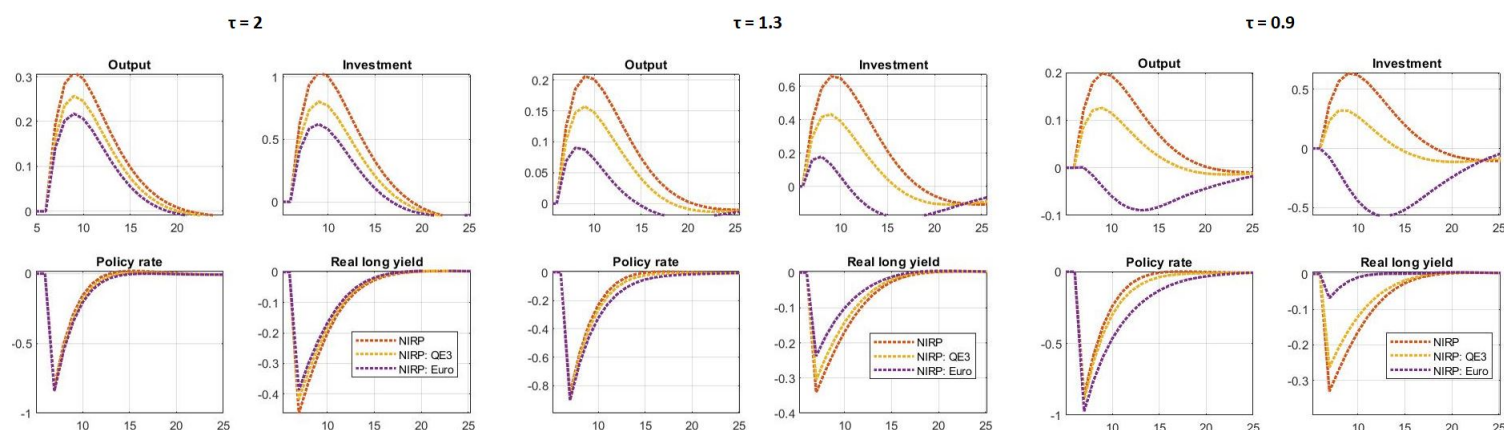 τ = 2
Output
0.3
0.2
0.1
0
5 10 15 20 25
Investment
1
0.5
0
10 15 20 25
Policy rate
0
-0.5
-1
10 15 20 25
Real long yield
0
-0.1
-0.2
-0.3
-0.4
10 15 20 25
NIRP
NIRP: QE3
NIRP: Euro
τ = 1.3
Output
0.2
0.15
0.1
0.05
0
10 15 20 25
Investment
0.6
0.4
0.2
0
10 15 20 25
Policy rate
0
-0.2
-0.4
-0.6
-0.8
10 15 20 25
Real long yield
0
-0.1
-0.2
-0.3
-0.4
10 15 20 25
NIRP
NIRP: QE3
NIRP: Euro
τ = 0.9
Output
0.2
0.1
0
-0.1
10 15 20 25
Investment
0.5
0
-0.5
10 15 20 25
Policy rate
0
-0.5
-1
10 15 20 25
Real long yield
0
-0.1
-0.2
-0.3
10 15 20 25
NIRP
NIRP: QE3
NIRP: Euro